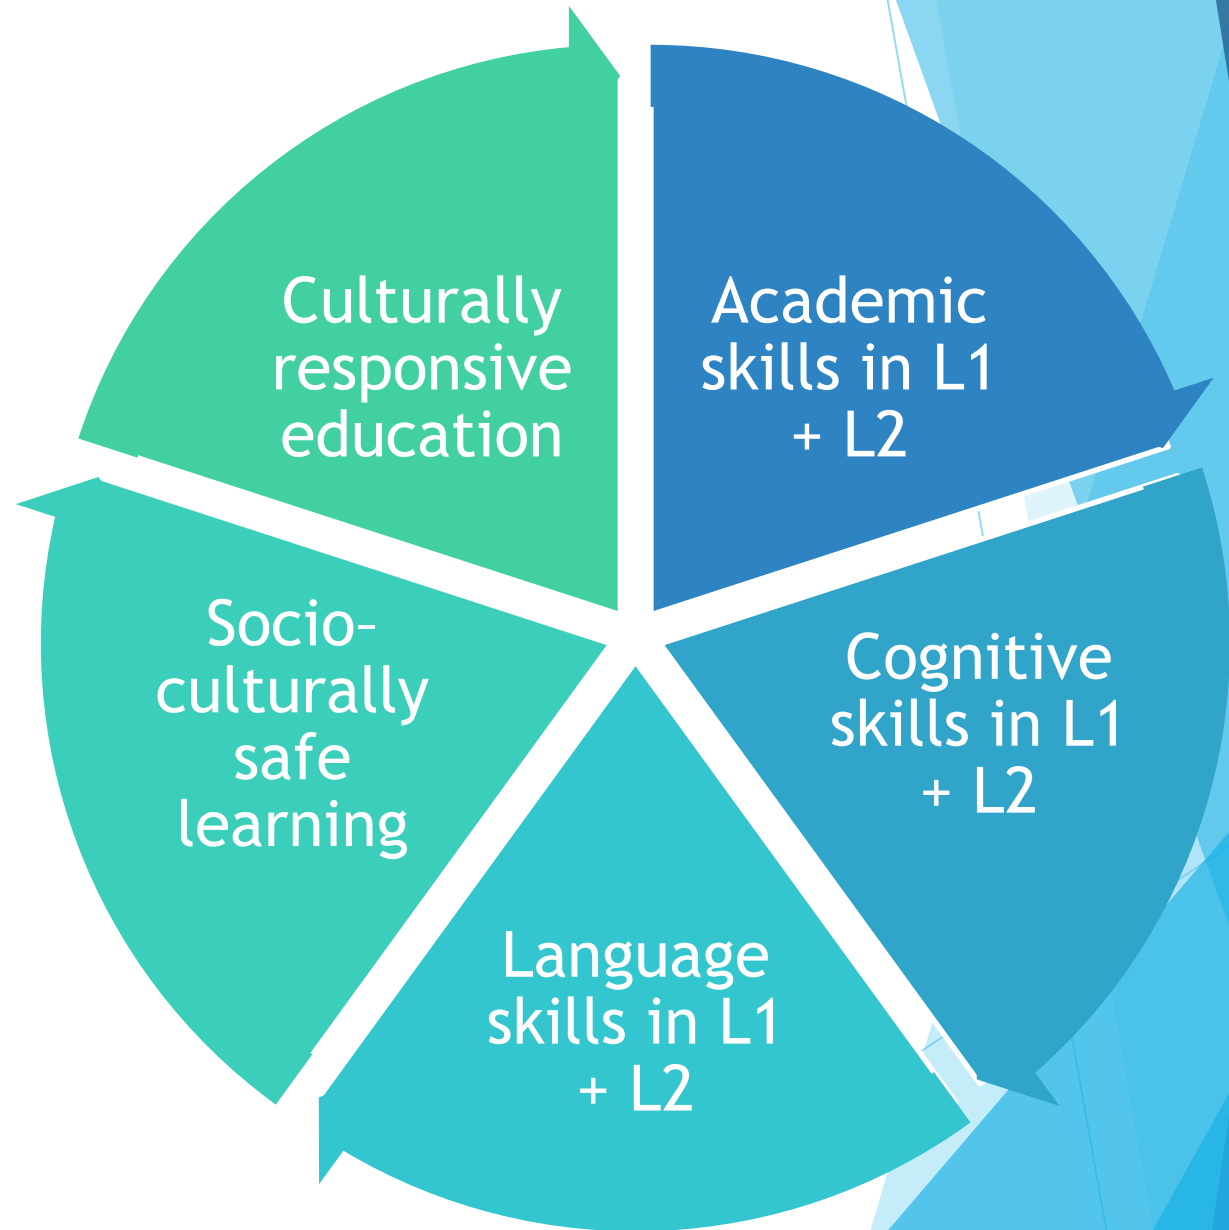 Culturally
responsive
education
Academic
skills in L1
+ L2
Cognitive
skills in L1
+ L2
Language
skills in L1
+ L2
Socio–
culturally
safe
learning